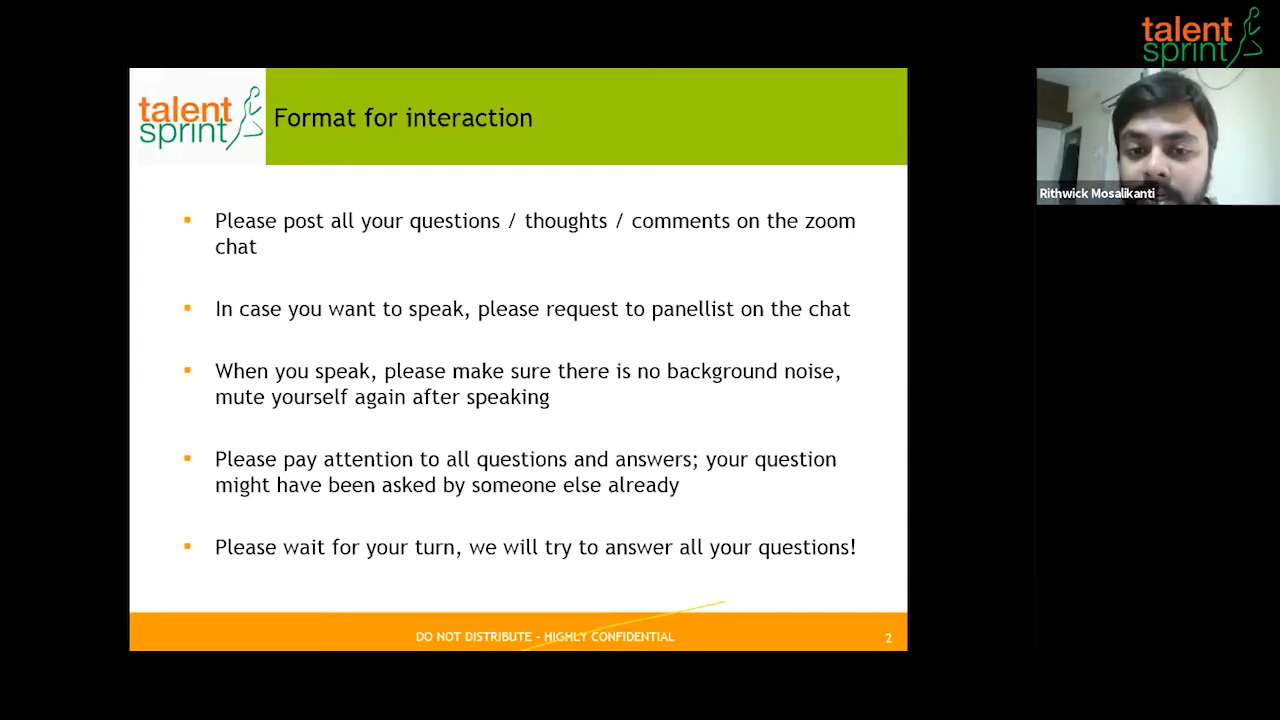 talent
sprint
talent
sprint
Format for interaction
Please post all your questions / thoughts / comments on the zoom
chat
In case you want to speak, please request to panellist on the chat
When you speak, please make sure there is no background noise,
mute yourself again after speaking
Please pay attention to all questions and answers; your question
might have been asked by someone else already
Please wait for your turn, we will try to answer all your questions!
DO NOT DISTRIBUTE - HIGHLY CONFIDENTIAL
2
Rithwick Mosalikanti